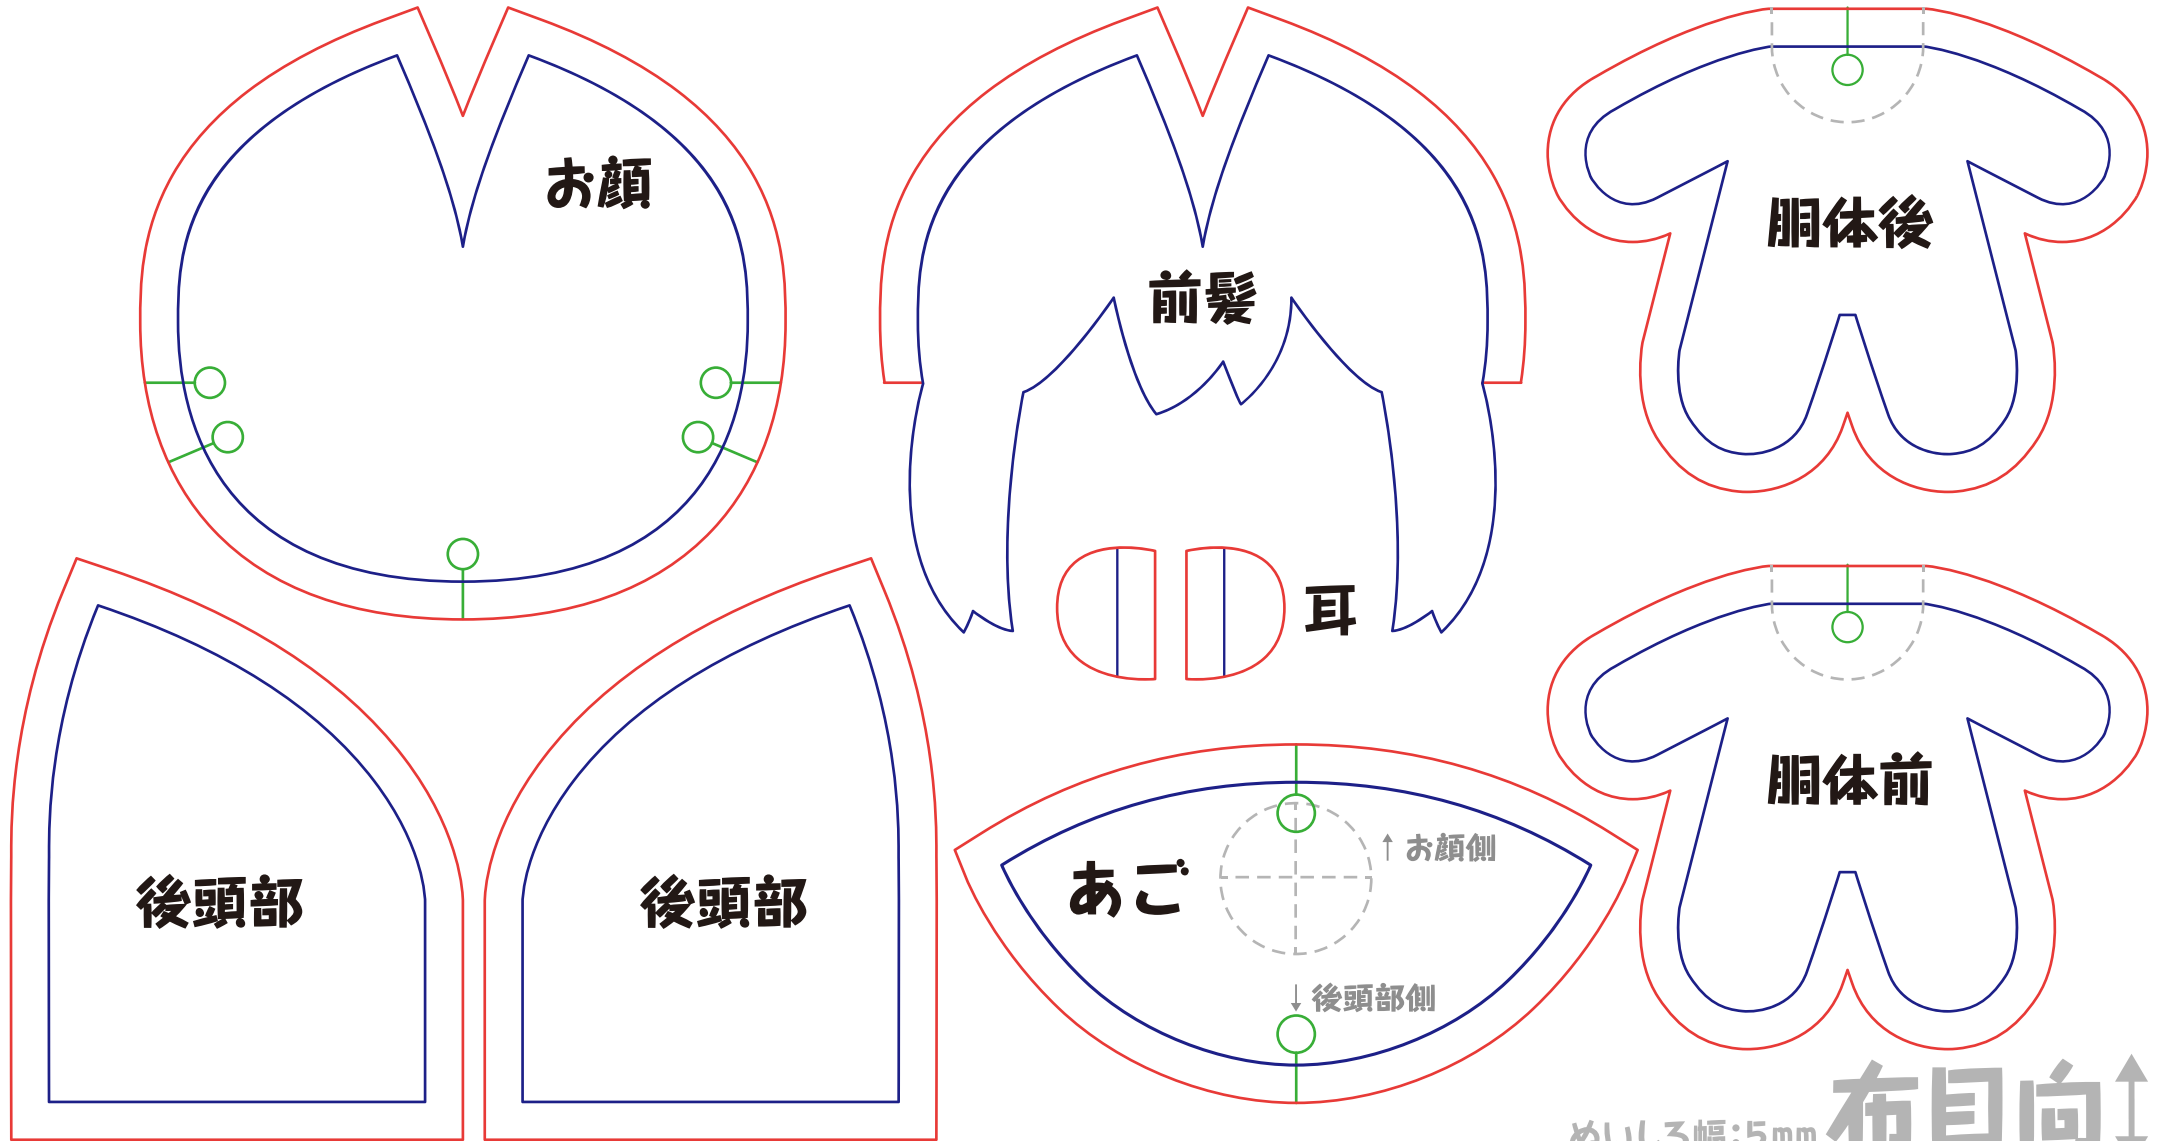 お顔
前髪
胴体後
耳
後頭部
後頭部
あご
お顔側
後頭部側
胴体前
ぬいしろ幅:5mm
布目向